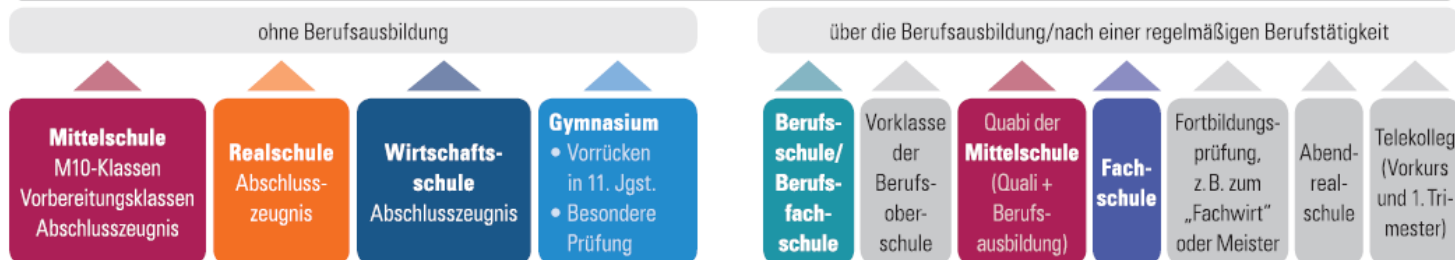 ohne Berufsausbildung
über die Berufsausbildung/nach einer regelmäßigen Berufstätigkeit
Mittelschule
M10-Klassen
Vorbereitungsklassen
Abschlusszeugnis
Realschule
Abschluss-
zeugnis
Wirtschafts-
schule
Abschlusszeugnis
Gymnasium
• Vorrücken
in 11. Jgst.
• Besondere
Prüfung
Berufs-
schule/
Berufs-
fach-
schule
Vorklasse
der
Berufs-
ober-
schule
Quabi der
Mittelschule
(Quali +
Berufs-
ausbildung)
Fach-
schule
Fortbildungs-
prüfung,
z. B. zum
„Fachwirt“
oder Meister
Abend-
real-
schule
Telekolleg
(Vorkurs
und 1. Tri-
mester)